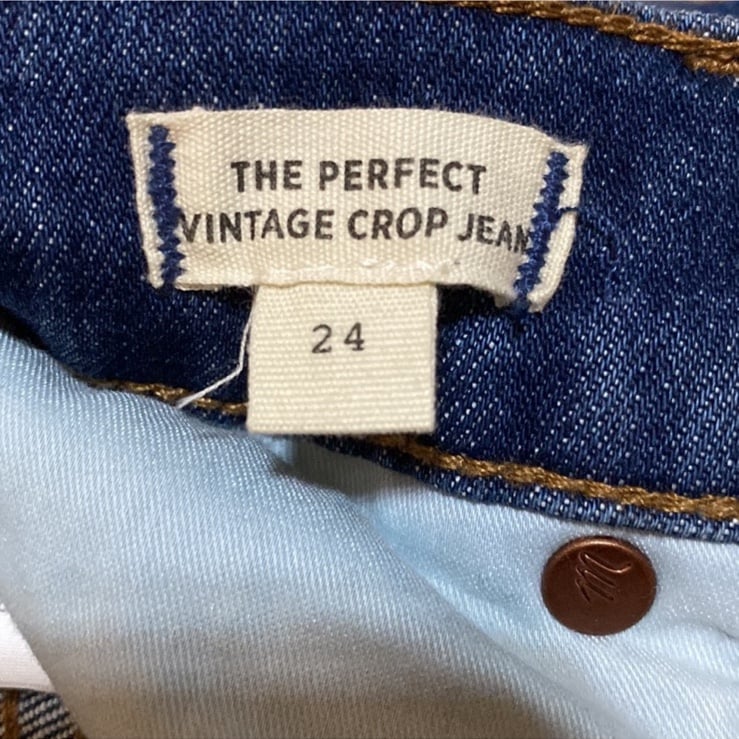 THE PERFECT
VINTAGE CROP JEAN
24